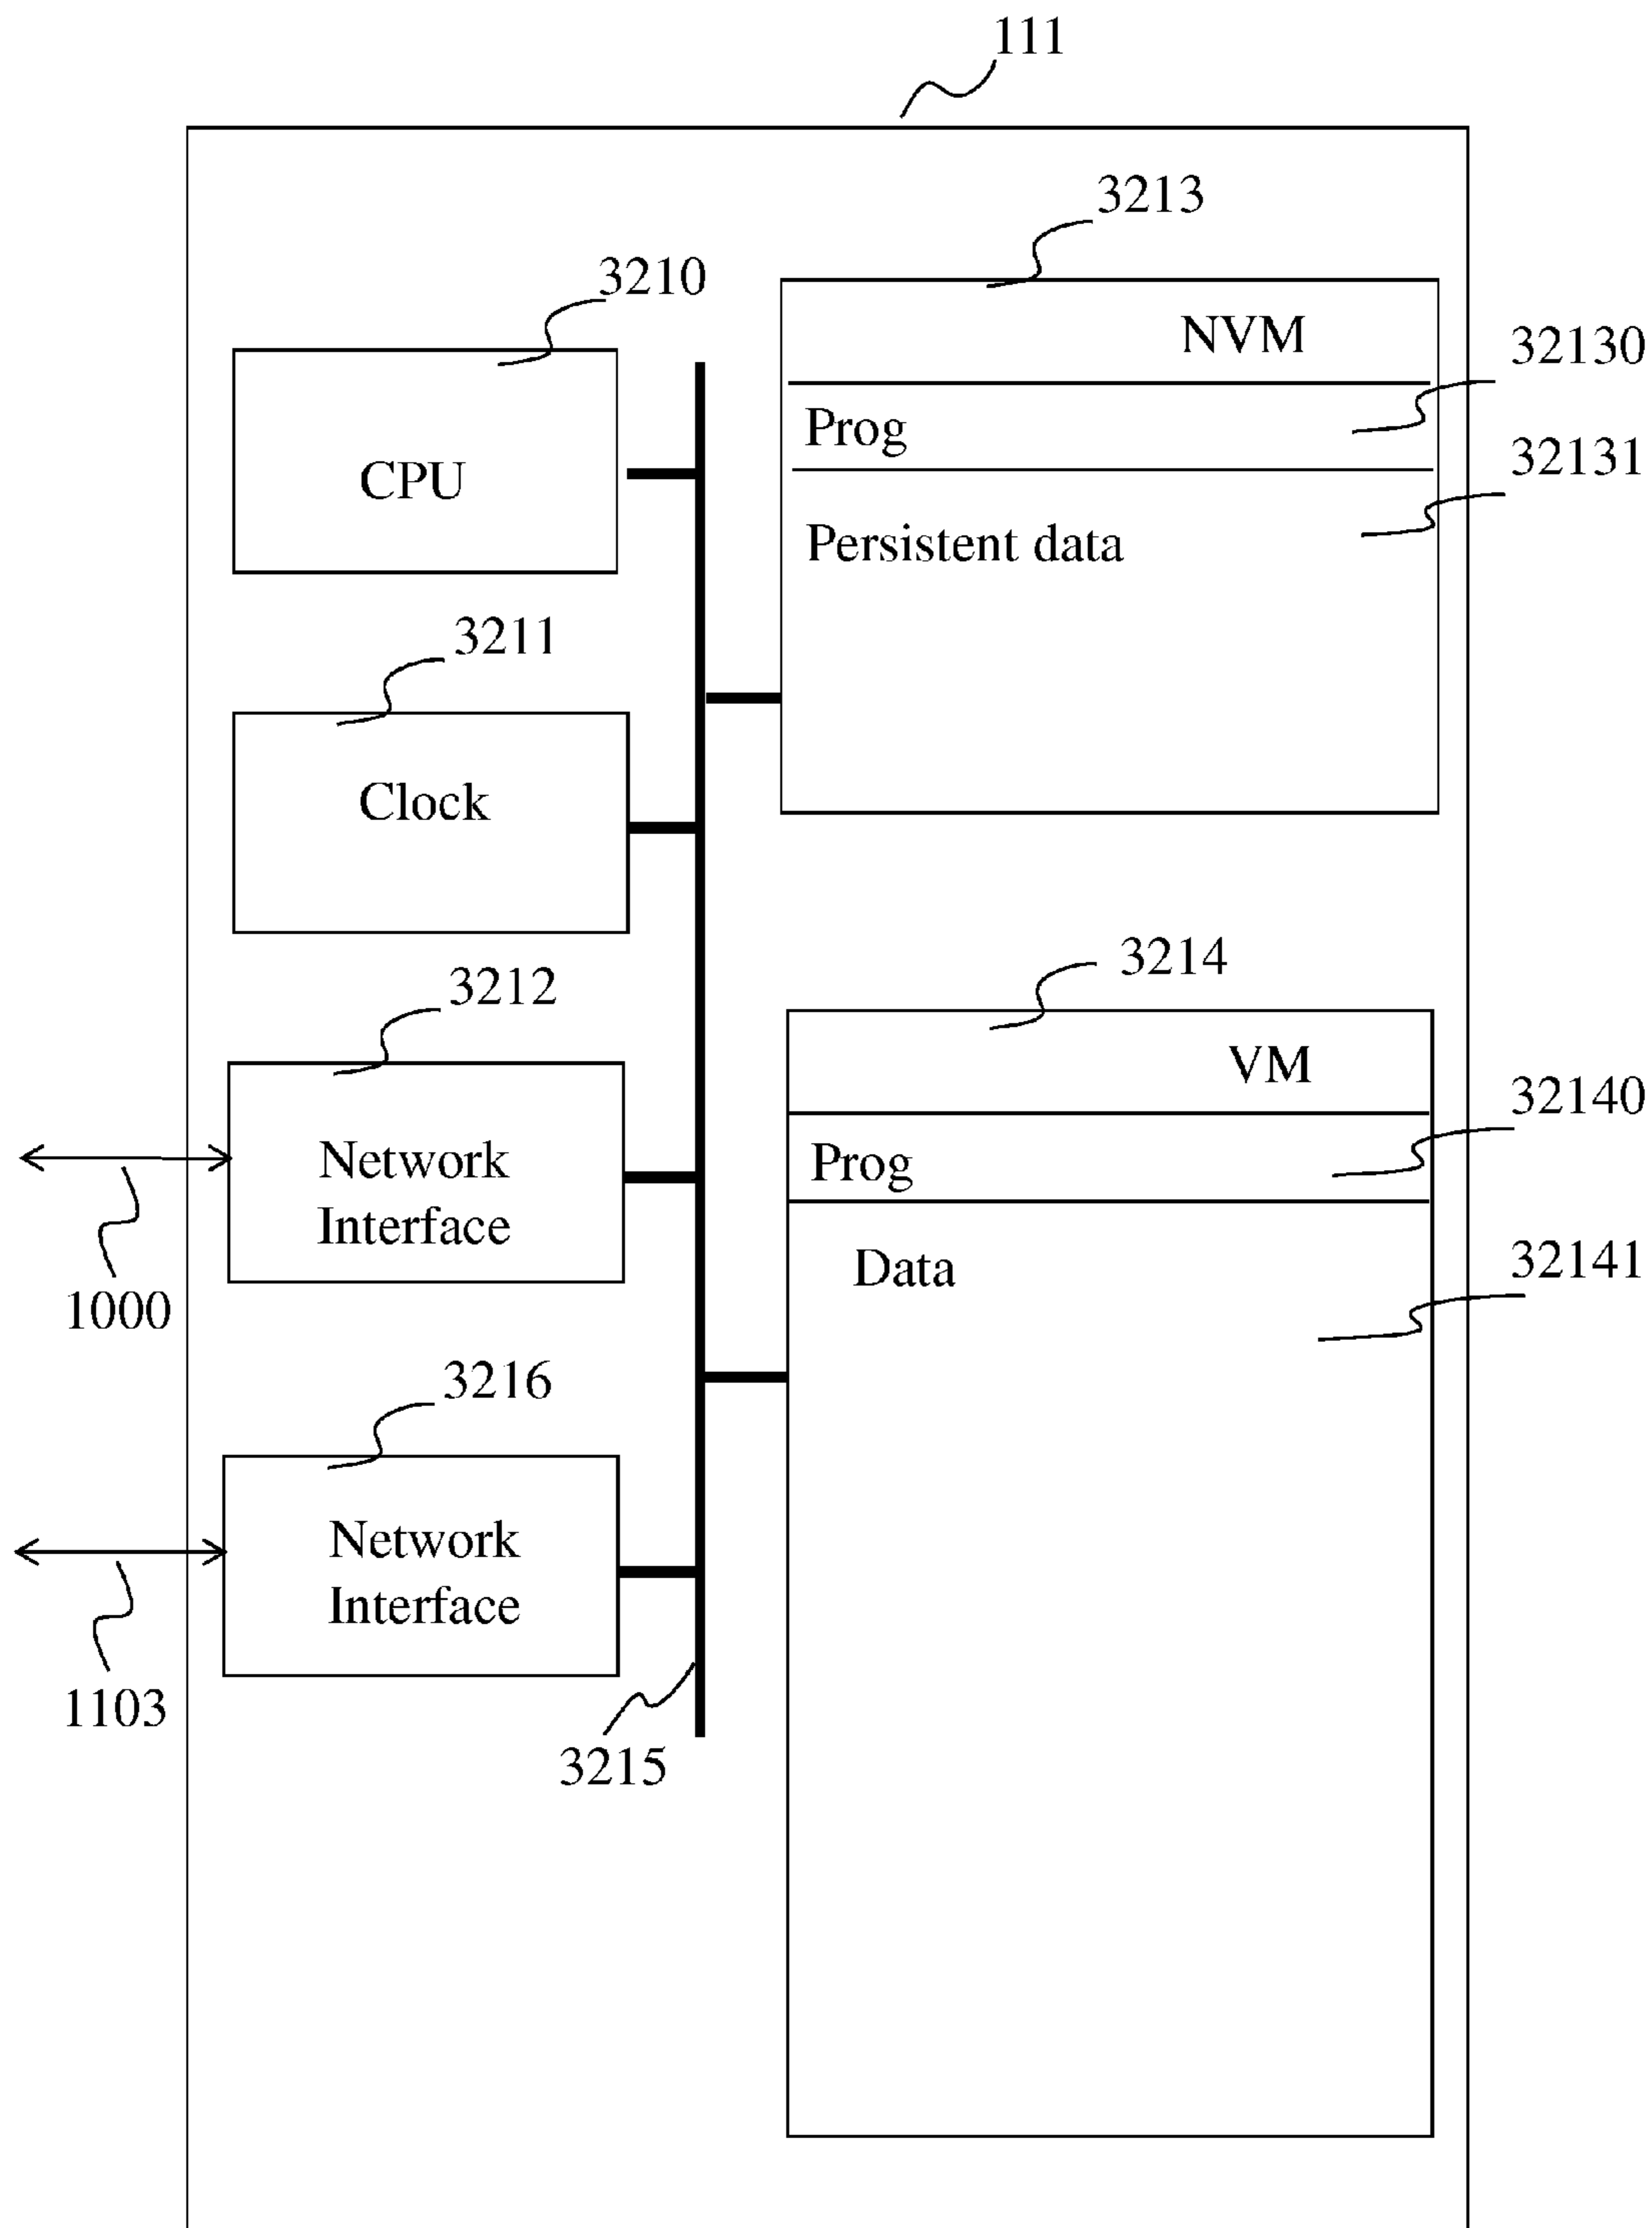 111
3213
3210
NVM
32130
Prog
32131
CPU
Persistent data
3211
Clock
3214
3212
VM
32140
Network
Interface
Prog
32141
Data
1000
3216
Network
Interface
1103
3215